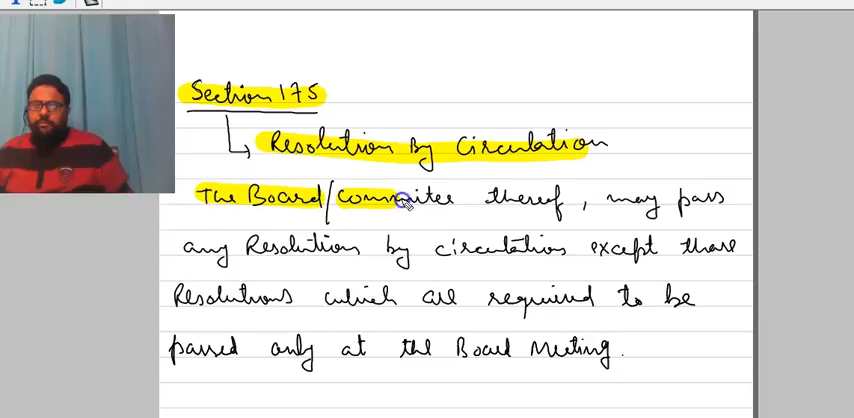 Section 175
Resolution By Circulation
The Board/Committee thereof, may pass
any Resolution by circulation except those
Resolutions which are required to be
passed only at the Board Meeting.